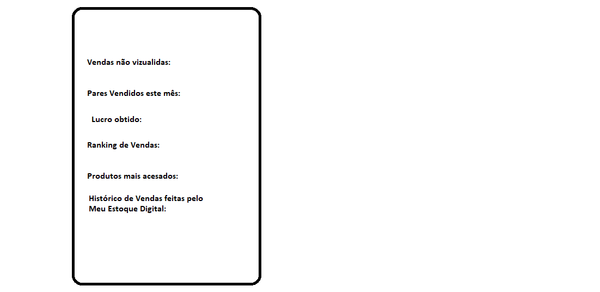 Vendas não vizualidas:
Pares Vendidos este mês:
Lucro obtido:
Ranking de Vendas:
Produtos mais acesados:
Histórico de Vendas feitas pelo
Meu Estoque Digital: